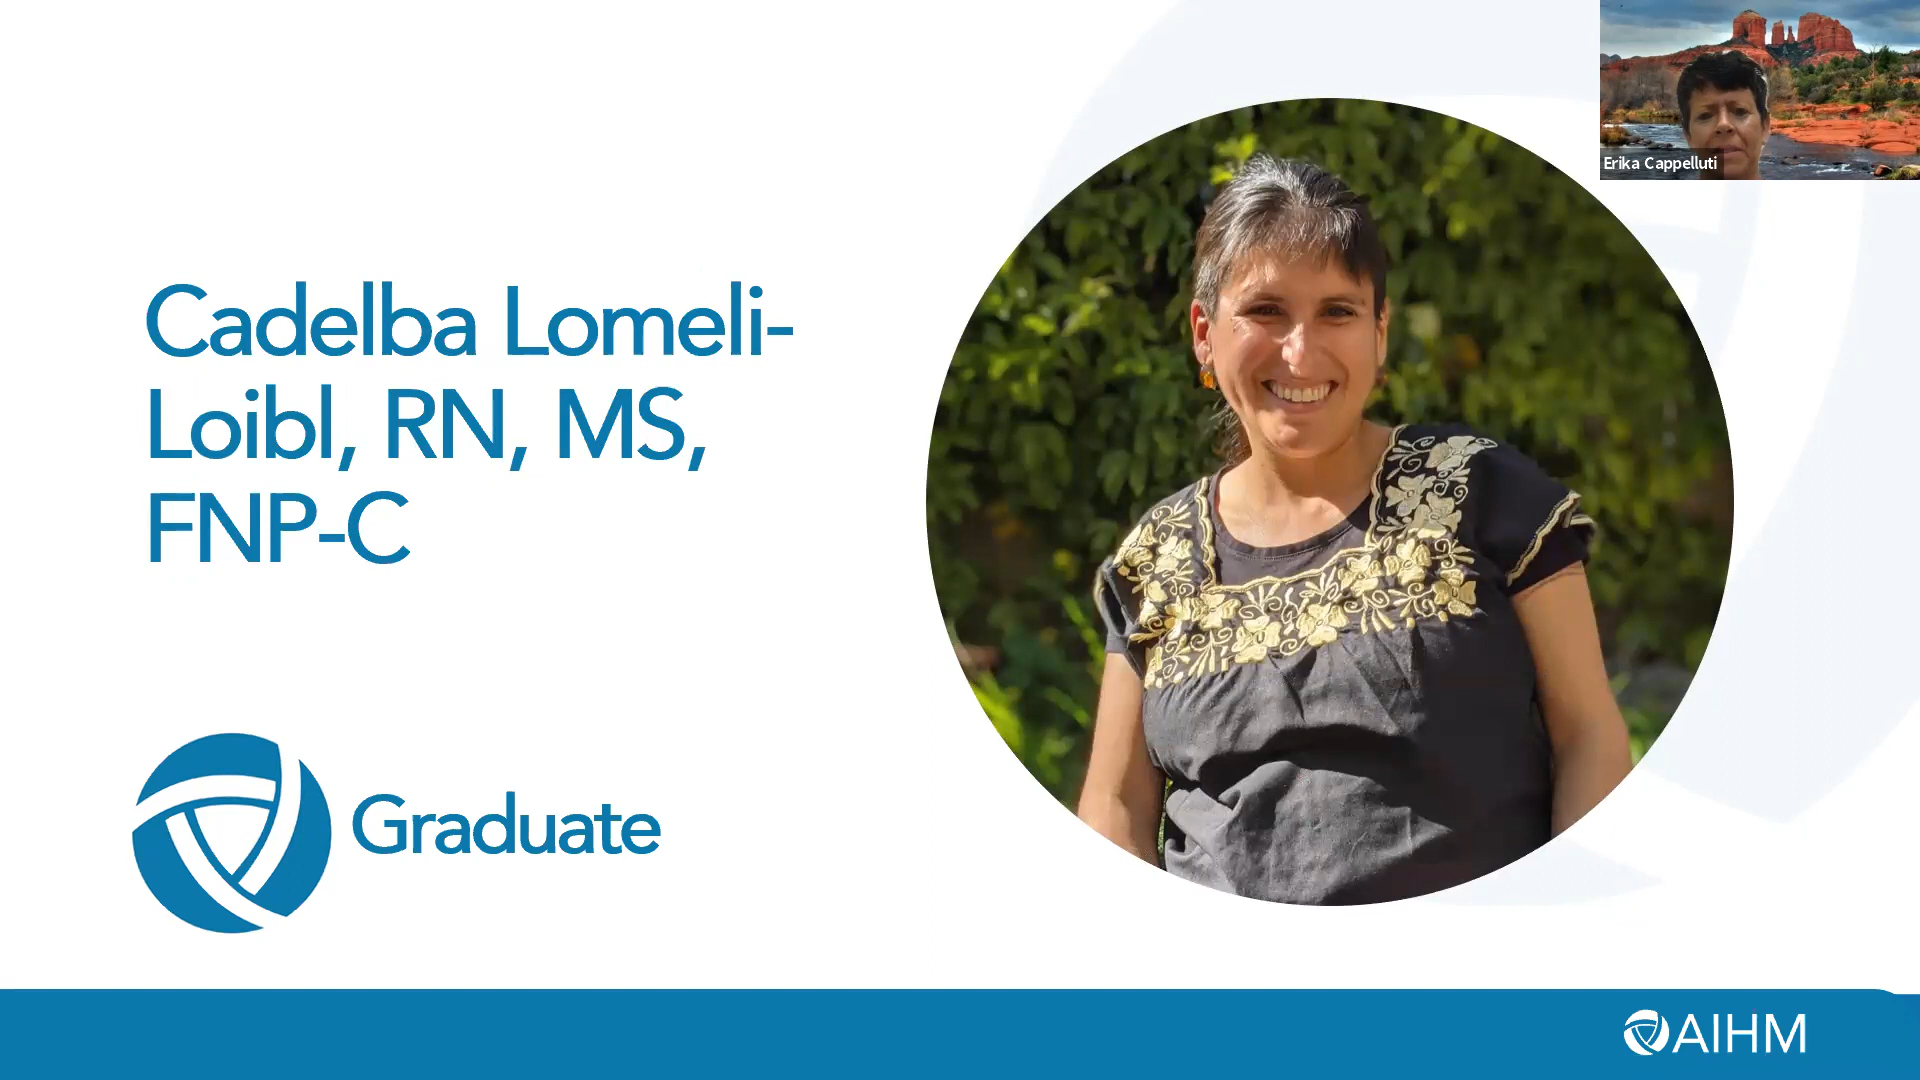 Erika Cappelluti
Cadelba Lomeli-
Loibl, RN, MS,
FNP-C
Graduate
AIHM